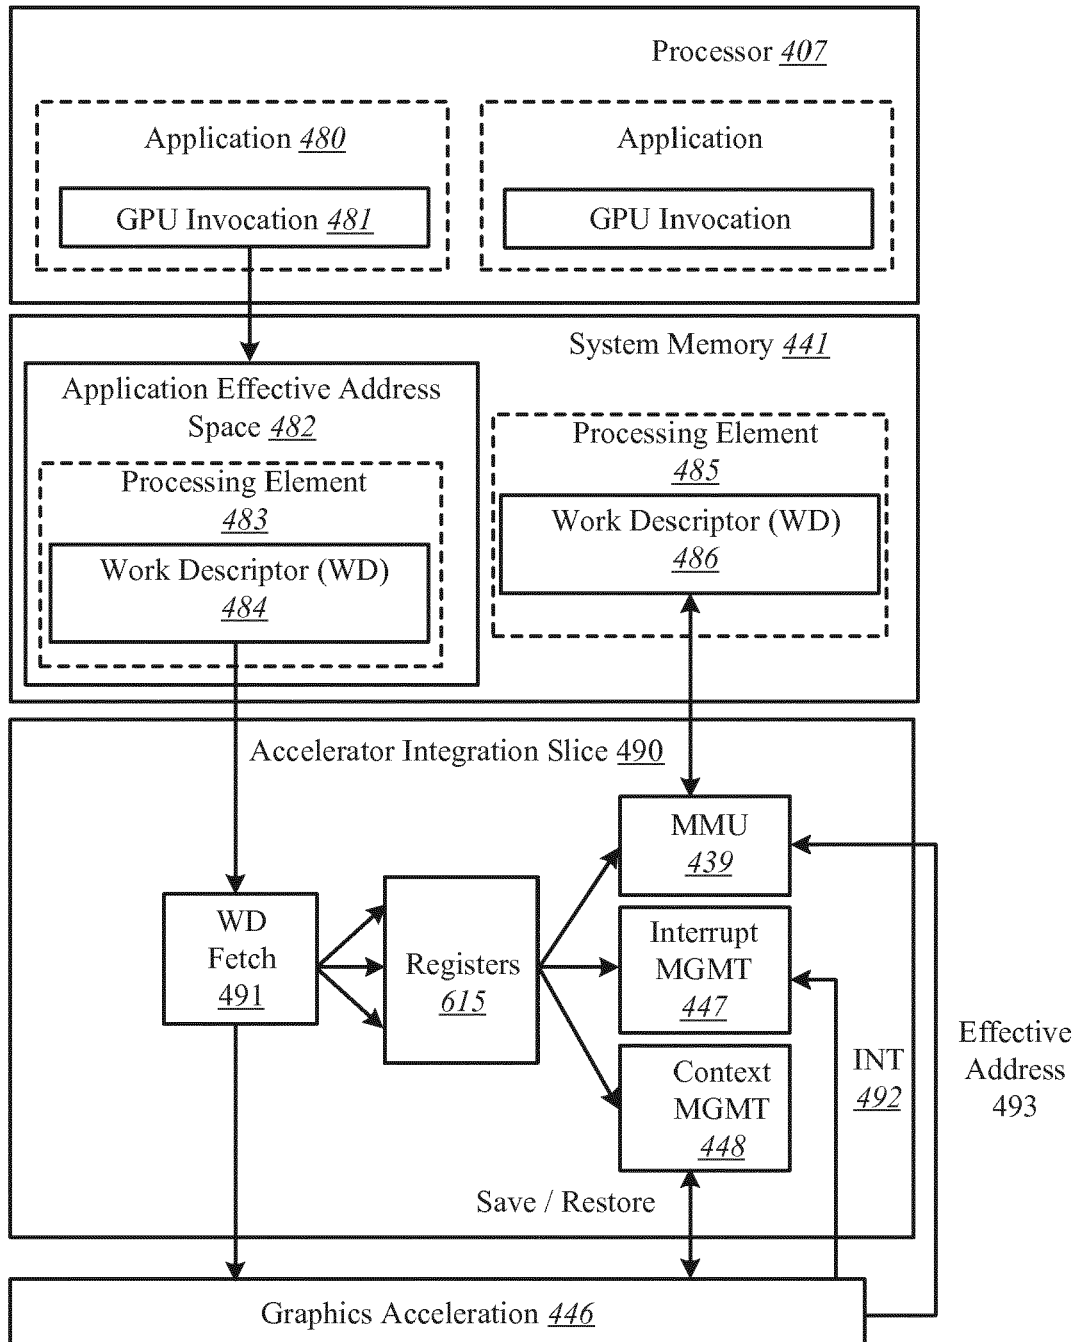 Processor 407
Application 480
GPU Invocation 481
Application
GPU Invocation
System Memory 441
Application Effective Address
Space 482
Processing Element
483
Work Descriptor (WD)
484
Processing Element
485
Work Descriptor (WD)
486
Accelerator Integration Slice 490
WD
Fetch
491
Registers
615
MMU
439
Interrupt
MGMT
447
Context
MGMT
448
INT
492
Effective
Address
493
Save / Restore
Graphics Acceleration 446